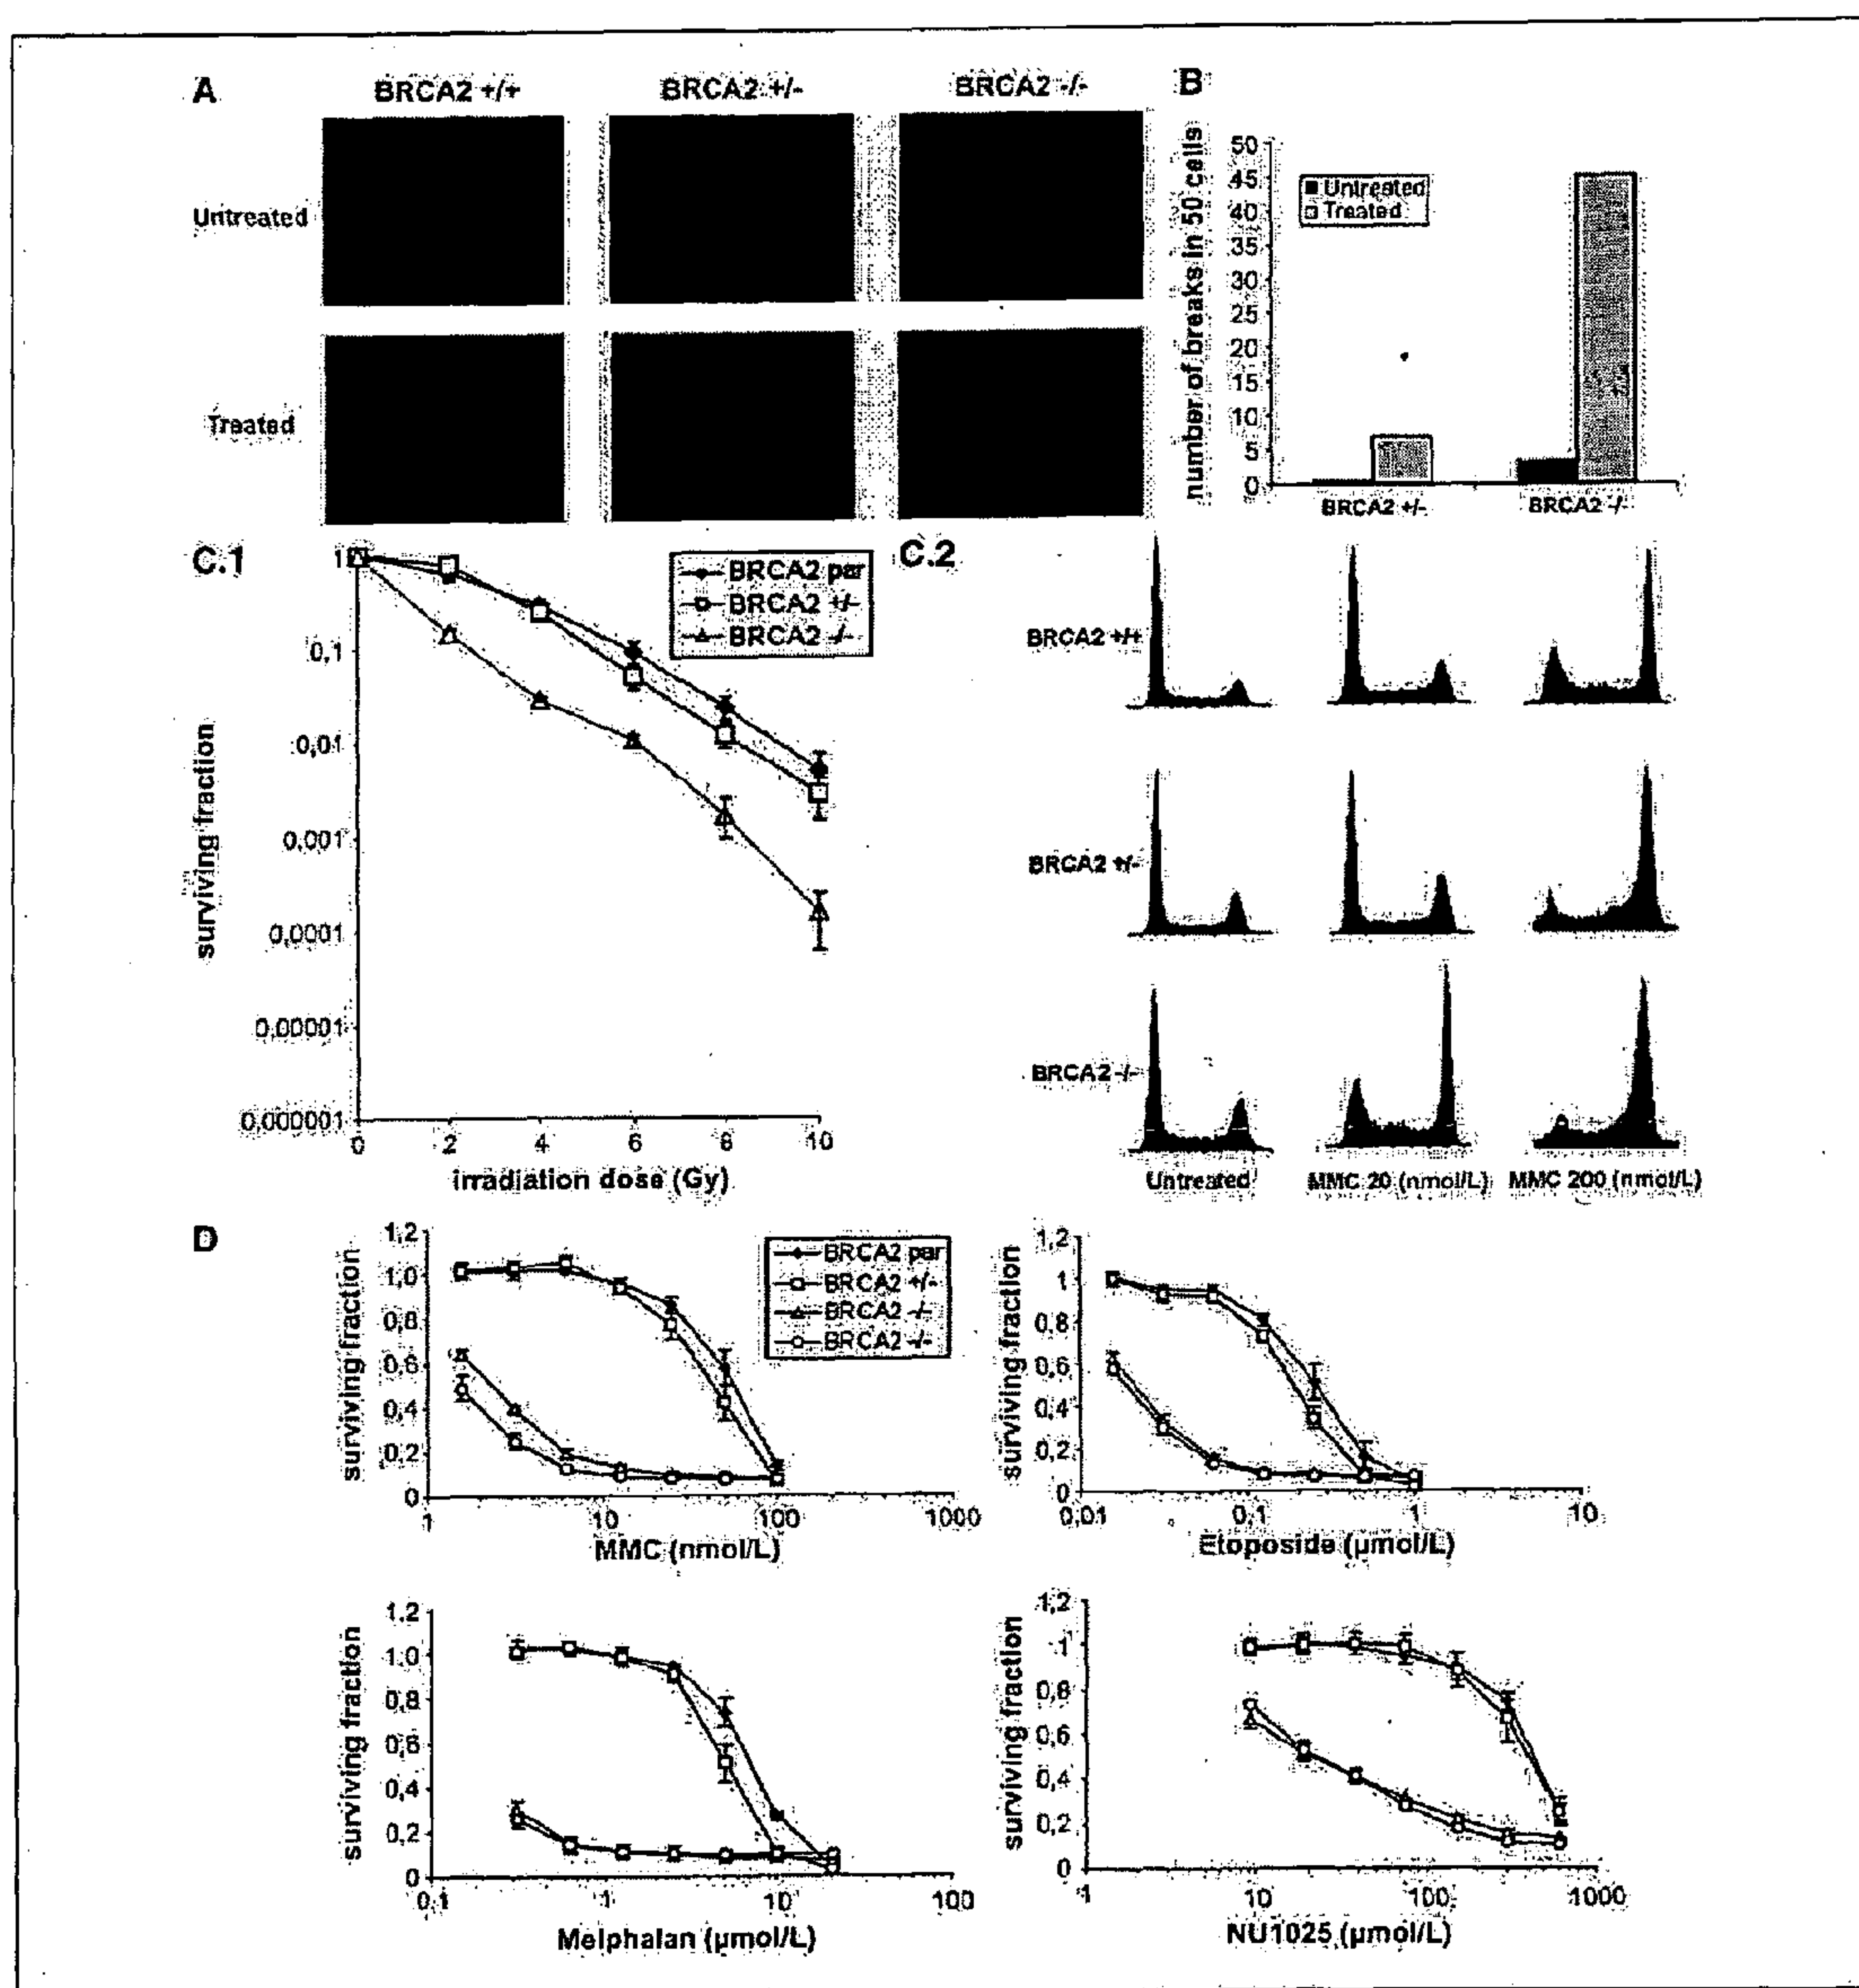 A
BRCA2 +/+
BRCA2 +/-
BRCA2 -/-
Untreated
Treated
B
number of breaks in 50 cells
50
45
40
35
30
25
20
15
10
5
0
Untreated
Treated
BRCA2 +/-
BRCA2 -/-
C.1
surviving fraction
1
0,1
0,01
0,001
0,0001
0,00001
0,000001
0
2
4
6
8
10
irradiation dose (Gy)
BRCA2 par
BRCA2 +/-
BRCA2 -/-
C.2
BRCA2 +/+
BRCA2 +/-
BRCA2 -/-
Untreated
MMC 20 (nmol/L)
MMC 200 (nmol/L)
D
surviving fraction
1,2
1,0
0,8
0,6
0,4
0,2
0
1
10
100
1000
MMC (nmol/L)
BRCA2 par
BRCA2 +/-
BRCA2 -/-
BRCA2 -/-
surviving fraction
1,2
1
0,8
0,6
0,4
0,2
0
0,01
0,1
1
10
Etoposide (µmol/L)
surviving fraction
1.2
1.0
0,8
0,6
0,4
0,2
0
0.1
1
10
100
Melphalan (µmol/L)
surviving fraction
1,2
1
0,8
0,6
0,4
0,2
0
1
10
100
1000
NU1025 (µmol/L)